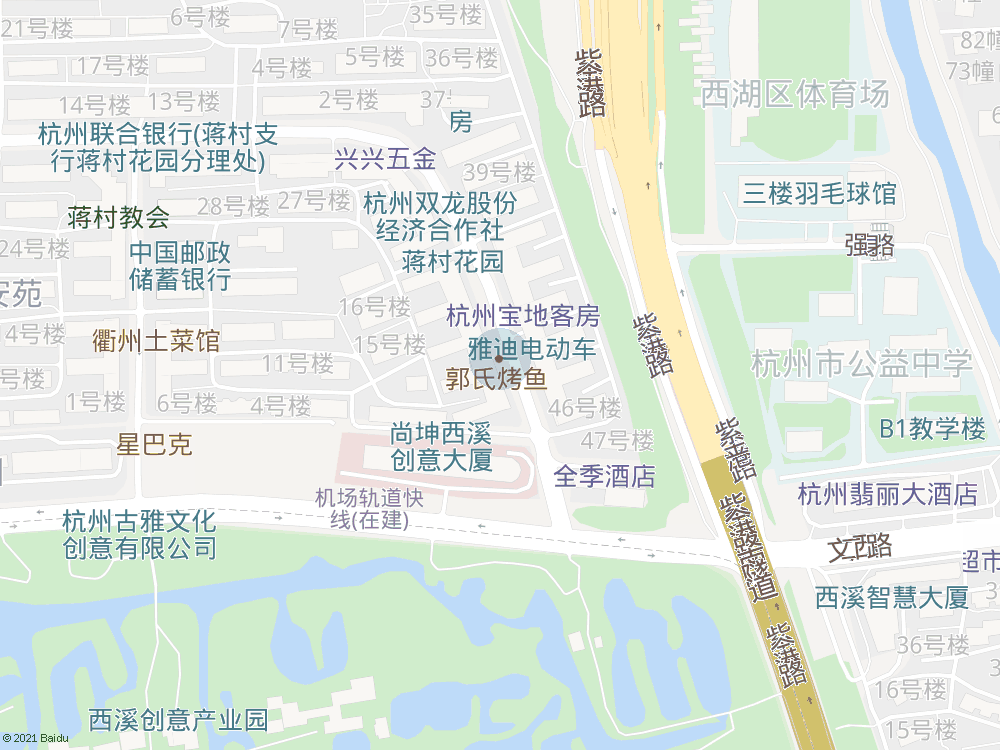 21号楼
6号楼
7号楼
35号楼
17号楼
4号楼
5号楼
36号楼
14号楼
13号楼
2号楼
37
房
紫港路
西湖区体育场
82幢
73幢
杭州联合银行(蒋村支
行蒋村花园分理处)
兴兴五金
39号楼
三楼羽毛球馆
蒋村教会
28号楼
27号楼
杭州双龙股份
经济合作社
24号楼
中国邮政
储蓄银行
蒋村花园
安苑
16号楼
杭州宝地客房
紫港路
14号楼
衢州土菜馆
15号楼
雅迪电动车
11号楼
郭氏烤鱼
杭州市公益中学
1号楼
6号楼
4号楼
46号楼
47号楼
B1教学楼
星巴克
尚坤西溪
创意大厦
全季酒店
杭州翡丽大酒店
机场轨道快
线(在建)
杭州古雅文化
创意有限公司
文西路
超市
紫港路隧道
西溪智慧大厦
36号楼
紫港路
16号楼
西溪创意产业园
15号楼
© 2021 Baidu